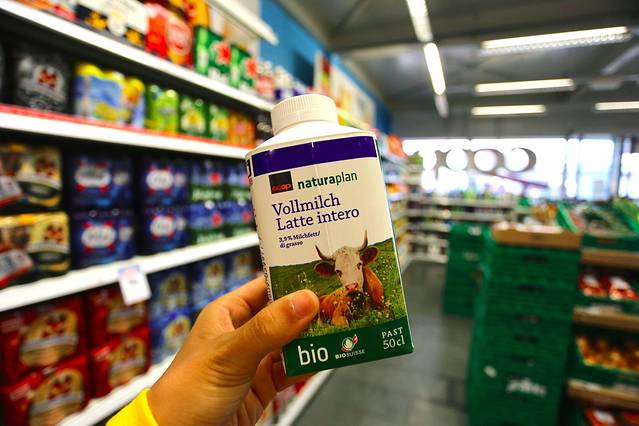 coop naturaplan
Vollmilch
Latte intero
3,9% Milchfett/
di grasso
bio
BIOSUISSE
PAST
50cl
coop